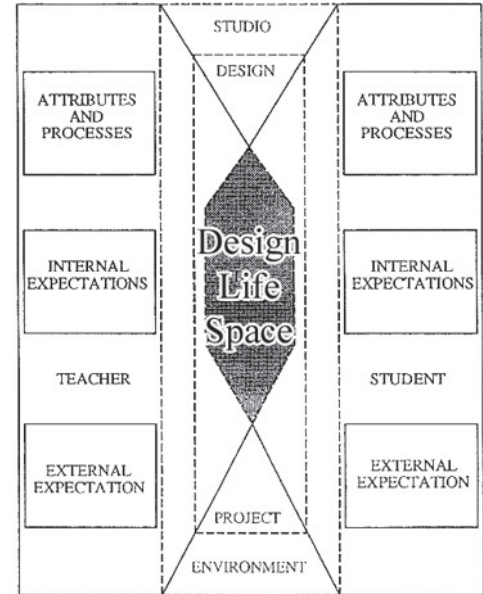 STUDIO
DESIGN
ATTRIBUTES
AND
PROCESSES
ATTRIBUTES
AND
PROCESSES
Design
Life
Space
INTERNAL
EXPECTATIONS
INTERNAL
EXPECTATIONS
TEACHER
STUDENT
EXTERNAL
EXPECTATION
EXTERNAL
EXPECTATION
PROJECT
ENVIRONMENT